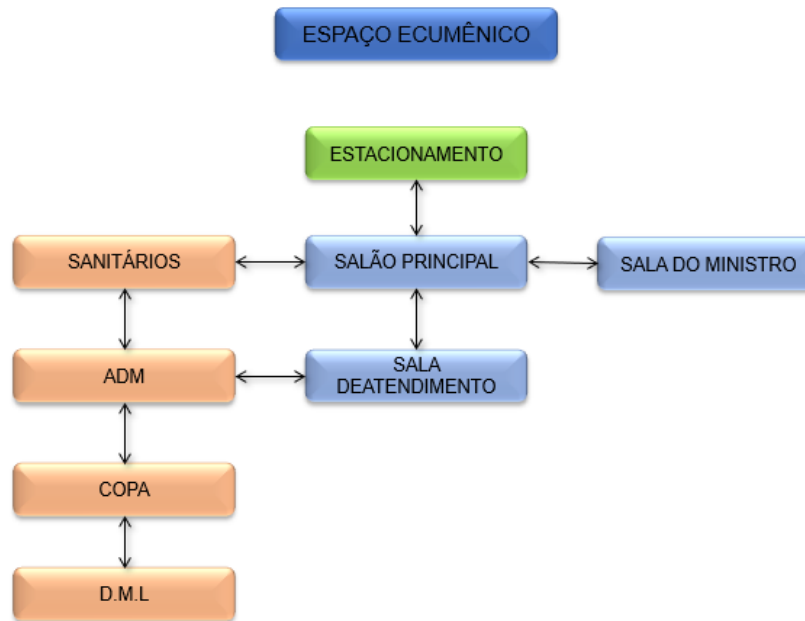 ESPAÇO ECUMÊNICO
ESTACIONAMENTO
SANITÁRIOS
SALÃO PRINCIPAL
SALA DO MINISTRO
ADM
SALA
DEATENDIMENTO
COPA
D.M.L